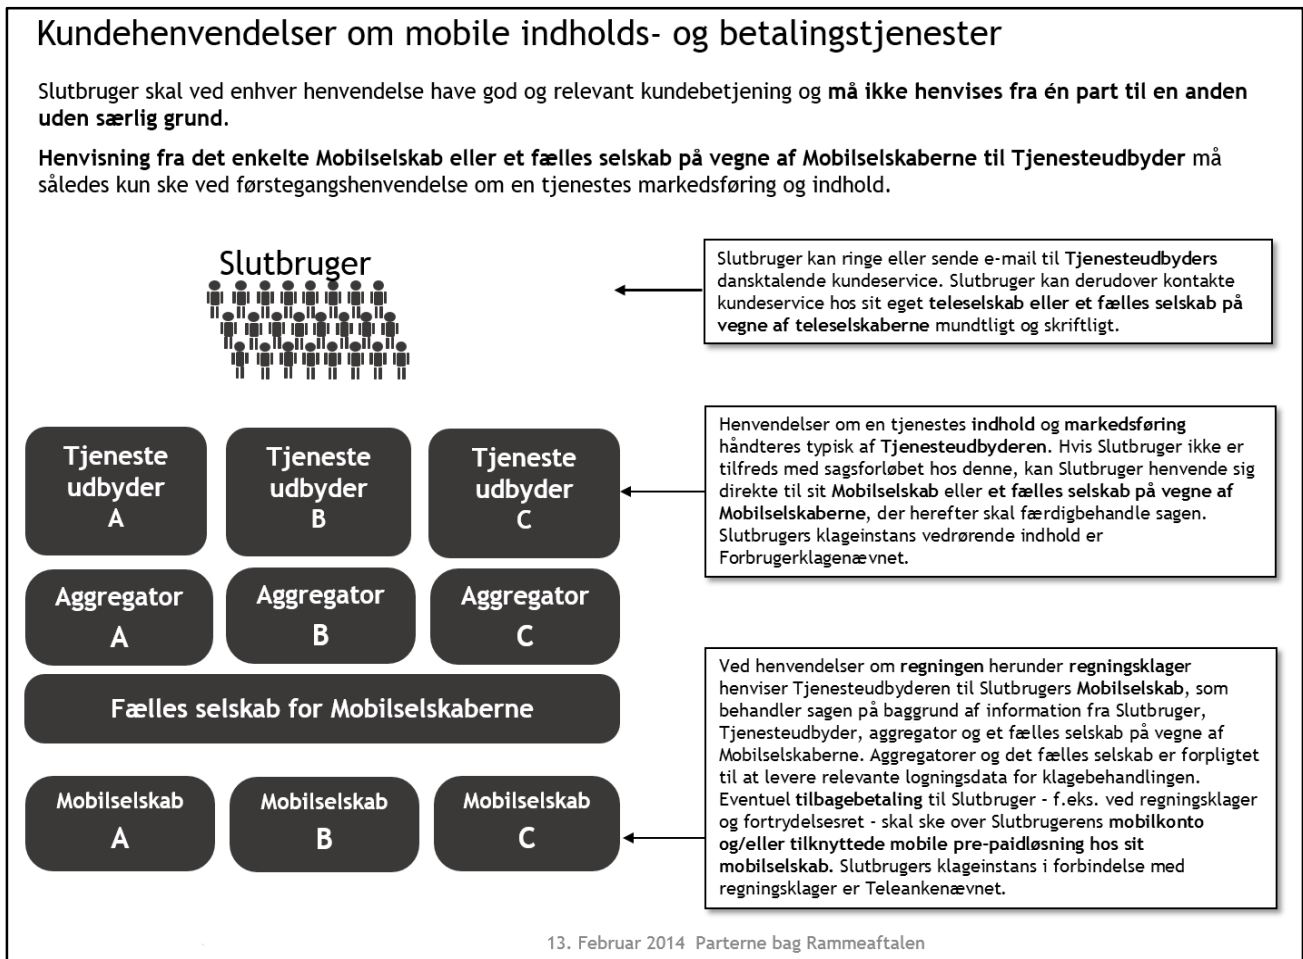 Kundehenvendelser om mobile indholds- og betalingstjenester
Slutbruger skal ved enhver henvendelse have god og relevant kundebetjening og må ikke henvises fra én part til en anden
uden særlig grund.
Henvisning fra det enkelte Mobilselskab eller et fælles selskab på vegne af Mobilselskaberne til Tjenesteudbyder må
således kun ske ved førstegangshenvendelse om en tjenestes markedsføring og indhold.
Slutbruger
Slutbruger kan ringe eller sende e-mail til Tjenesteudbyders
dansktalende kundeservice. Slutbruger kan derudover kontakte
kundeservice hos sit eget teleselskab eller et fælles selskab på
vegne af teleselskaberne mundtligt og skriftligt.
Tjeneste
udbyder
A
Tjeneste
udbyder
B
Tjeneste
udbyder
C
Henvendelser om en tjenestes indhold og markedsføring
håndteres typisk af Tjenesteudbyderen. Hvis Slutbruger ikke er
tilfreds med sagsforløbet hos denne, kan Slutbruger henvende sig
direkte til sit Mobilselskab eller et fælles selskab på vegne af
Mobilselskaberne, der herefter skal færdigbehandle sagen.
Slutbrugers klageinstans vedrørende indhold er
Forbrugerklagenævnet.
Aggregator
A
Aggregator
B
Aggregator
C
Fælles selskab for Mobilselskaberne
Mobilselskab
A
Mobilselskab
B
Mobilselskab
C
Ved henvendelser om regningen herunder regningsklager
henviser Tjenesteudbyderen til Slutbrugers Mobilselskab, som
behandler sagen på baggrund af information fra Slutbruger,
Tjenesteudbyder, aggregator og et fælles selskab på vegne af
Mobilselskaberne. Aggregatorer og det fælles selskab er forpligtet
til at levere relevante logningsdata for klagebehandlingen.
Eventuel tilbagebetaling til Slutbruger - f.eks. ved regningsklager
og fortrydelsesret - skal ske over Slutbrugerens mobilkonto
og/eller tilknyttede mobile pre-paidløsning hos sit
mobilselskab. Slutbrugers klageinstans i forbindelse med
regningsklager er Teleankenævnet.
13. Februar 2014 Parterne bag Rammeaftalen